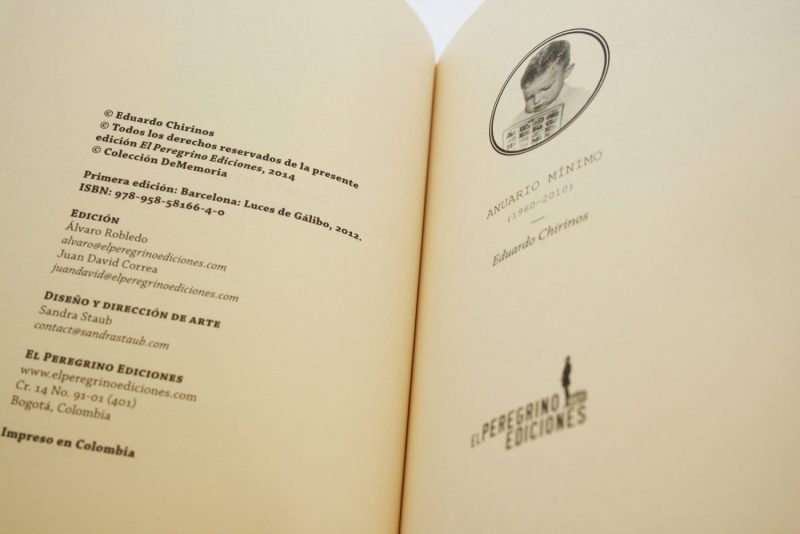 © Eduardo Chirinos
© Todos los derechos reservados de la presente
edición El Peregrino Ediciones, 2014
© Colección DeMemoria
Primera edición: Barcelona: Luces de Gálibo, 2012.
ISBN: 978-958-58166-4-0
EDICIÓN
Álvaro Robledo
alvaro@elperegrinoediciones.com
Juan David Correa
juandavid@elperegrinoediciones.com
DISEÑO Y DIRECCIÓN DE ARTE
Sandra Staub
contact@sandrastaub.com
EL PEREGRINO EDICIONES
www.elperegrinoediciones.com
Cr. 14 No. 91-01 (401)
Bogotá, Colombia
Impreso en Colombia
ANUARIO MÍNIMO
(1960—2010)
Eduardo Chirinos
EL PEREGRINO
EDICIONES